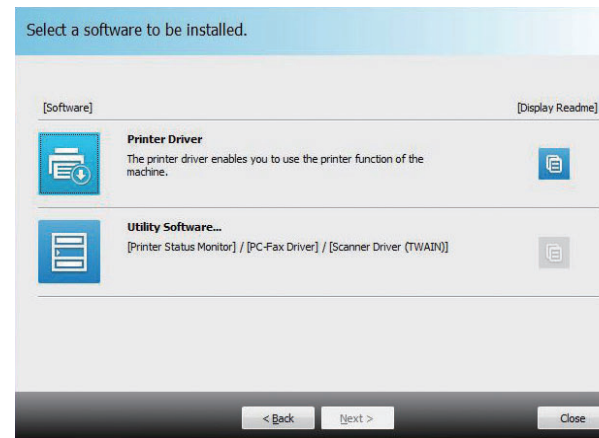 Select a software to be installed.
[Software] [Display Readme]
Printer Driver
The printer driver enables you to use the printer function of the
machine.
Utility Software...
[Printer Status Monitor] / [PC-Fax Driver] / [Scanner Driver (TWAIN)]
< Back Next > Close